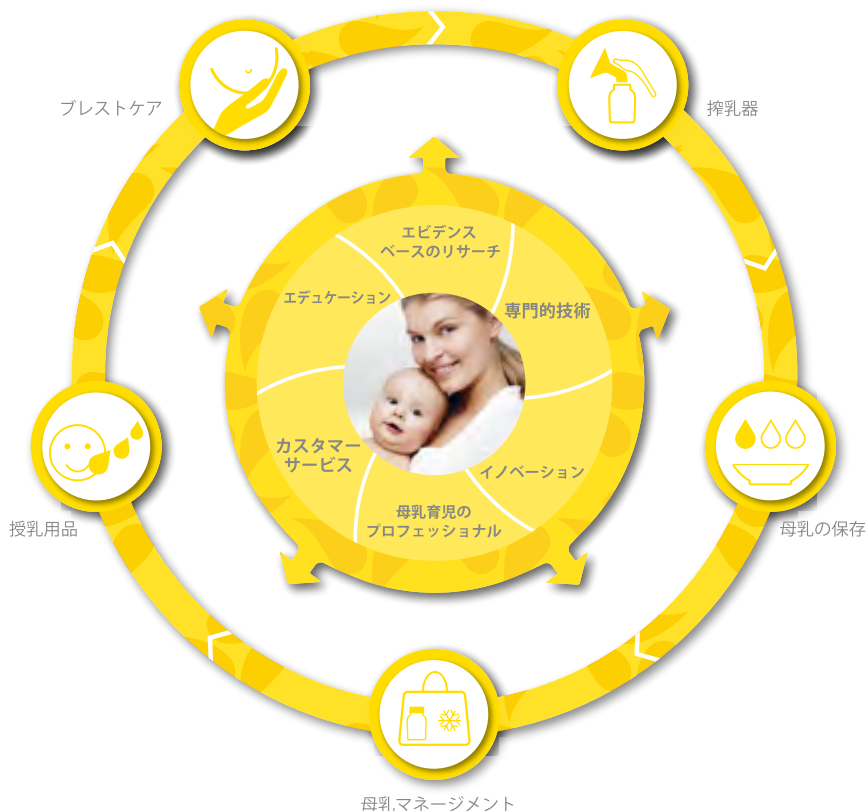 ブレストケア
搾乳器
エビデンス
ベースのリサーチ
エデュケーション
専門的技術
カスタマー
サービス
イノベーション
母乳育児の
プロフェッショナル
授乳用品
母乳の保存
母乳マネージメント